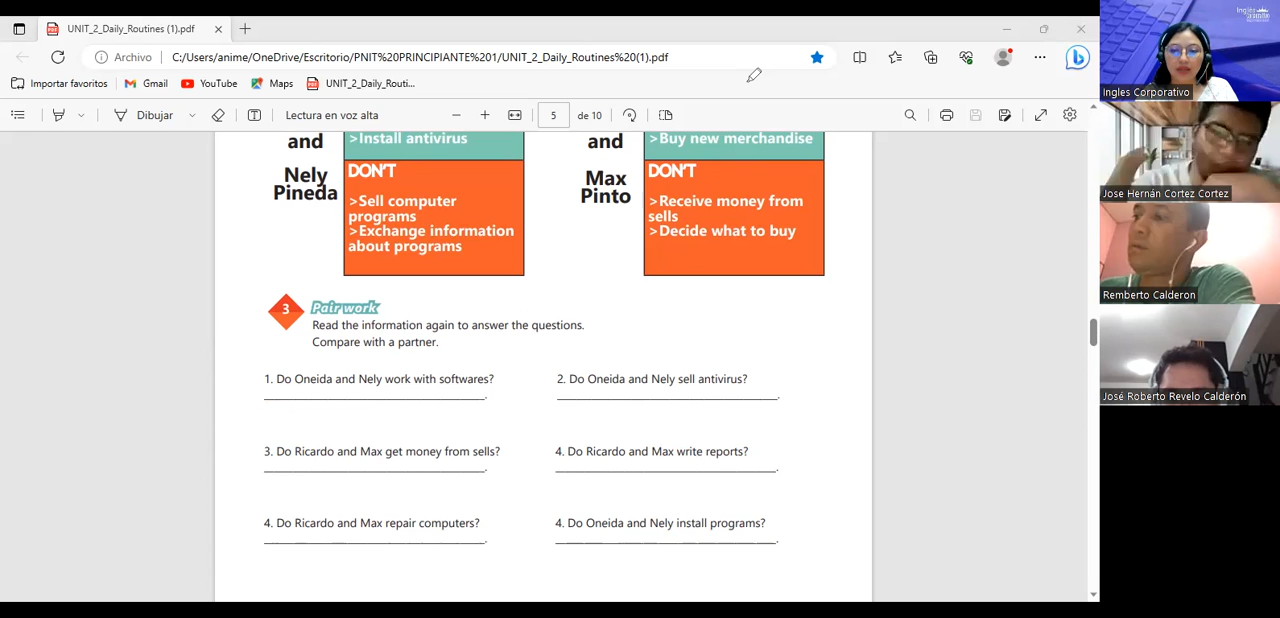 UNIT_2_Daily_Routines (1).pdf
Archivo
C:/Users/anime/OneDrive/Escritorio/PNIT%20PRINCIPIANTE%201/UNIT_2_Daily_Routines%20(1).pdf
Importar favoritos
Gmail
YouTube
Maps
UNIT_2_Daily_Routi...
Dibujar
Lectura en voz alta
5
de 10
and
>Install antivirus
Nely
Pineda
DON'T
>Sell computer
programs
>Exchange information
about programs
and
>Buy new merchandise
Max
Pinto
DON'T
>Receive money from
sells
>Decide what to buy
3
Pair work
Read the information again to answer the questions.
Compare with a partner.
1. Do Oneida and Nely work with softwares?
2. Do Oneida and Nely sell antivirus?
3. Do Ricardo and Max get money from sells?
4. Do Ricardo and Max write reports?
4. Do Ricardo and Max repair computers?
4. Do Oneida and Nely install programs?
Ingles Corporativo
Jose Hernán Cortez Cortez
Remberto Calderon
José Roberto Revelo Calderón